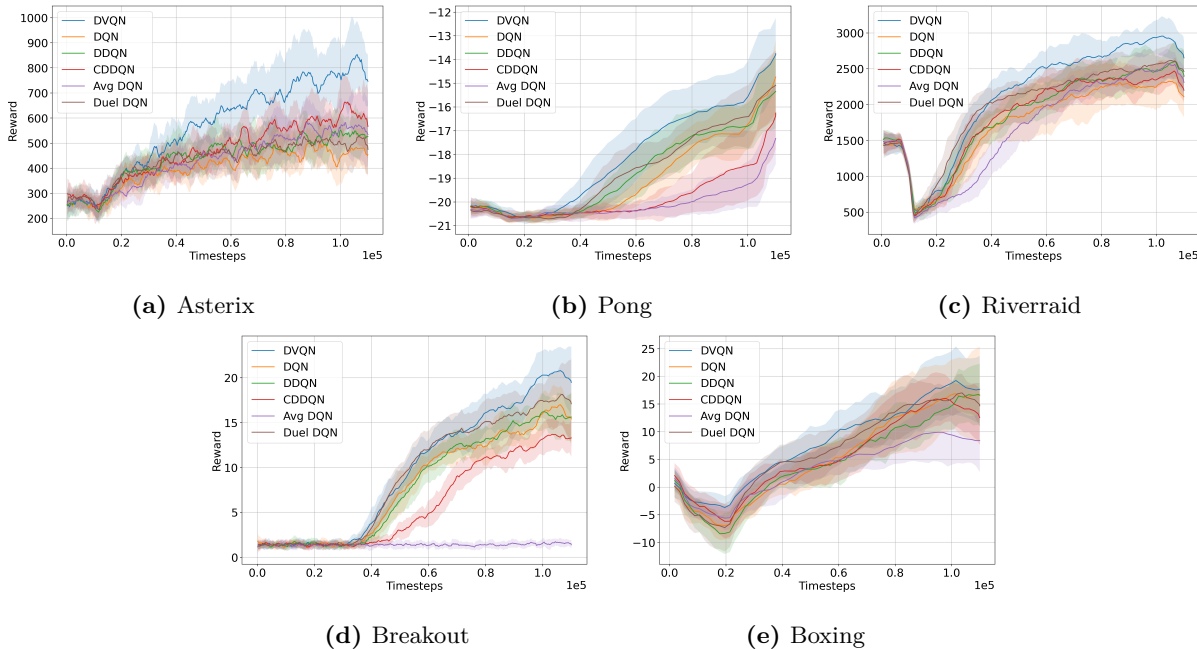 1000
900
800
700
600
500
400
300
200
Reward
DVQN
DQN
DDQN
CDDQN
Avg DQN
Duel DQN
0.0 0.2 0.4 0.6 0.8 1.0
Timesteps 1e5
(a) Asterix
−12
−13
−14
−15
−16
−17
−18
−19
−20
−21
Reward
DVQN
DQN
DDQN
CDDQN
Avg DQN
Duel DQN
0.0 0.2 0.4 0.6 0.8 1.0
Timesteps 1e5
(b) Pong
3000
2500
2000
1500
1000
500
Reward
DVQN
DQN
DDQN
CDDQN
Avg DQN
Duel DQN
0.0 0.2 0.4 0.6 0.8 1.0
Timesteps 1e5
(c) Riverraid
20
15
10
5
0
Reward
DVQN
DQN
DDQN
CDDQN
Avg DQN
Duel DQN
0.0 0.2 0.4 0.6 0.8 1.0
Timesteps 1e5
(d) Breakout
25
20
15
10
5
0
−5
−10
Reward
DVQN
DQN
DDQN
CDDQN
Avg DQN
Duel DQN
0.0 0.2 0.4 0.6 0.8 1.0
Timesteps 1e5
(e) Boxing